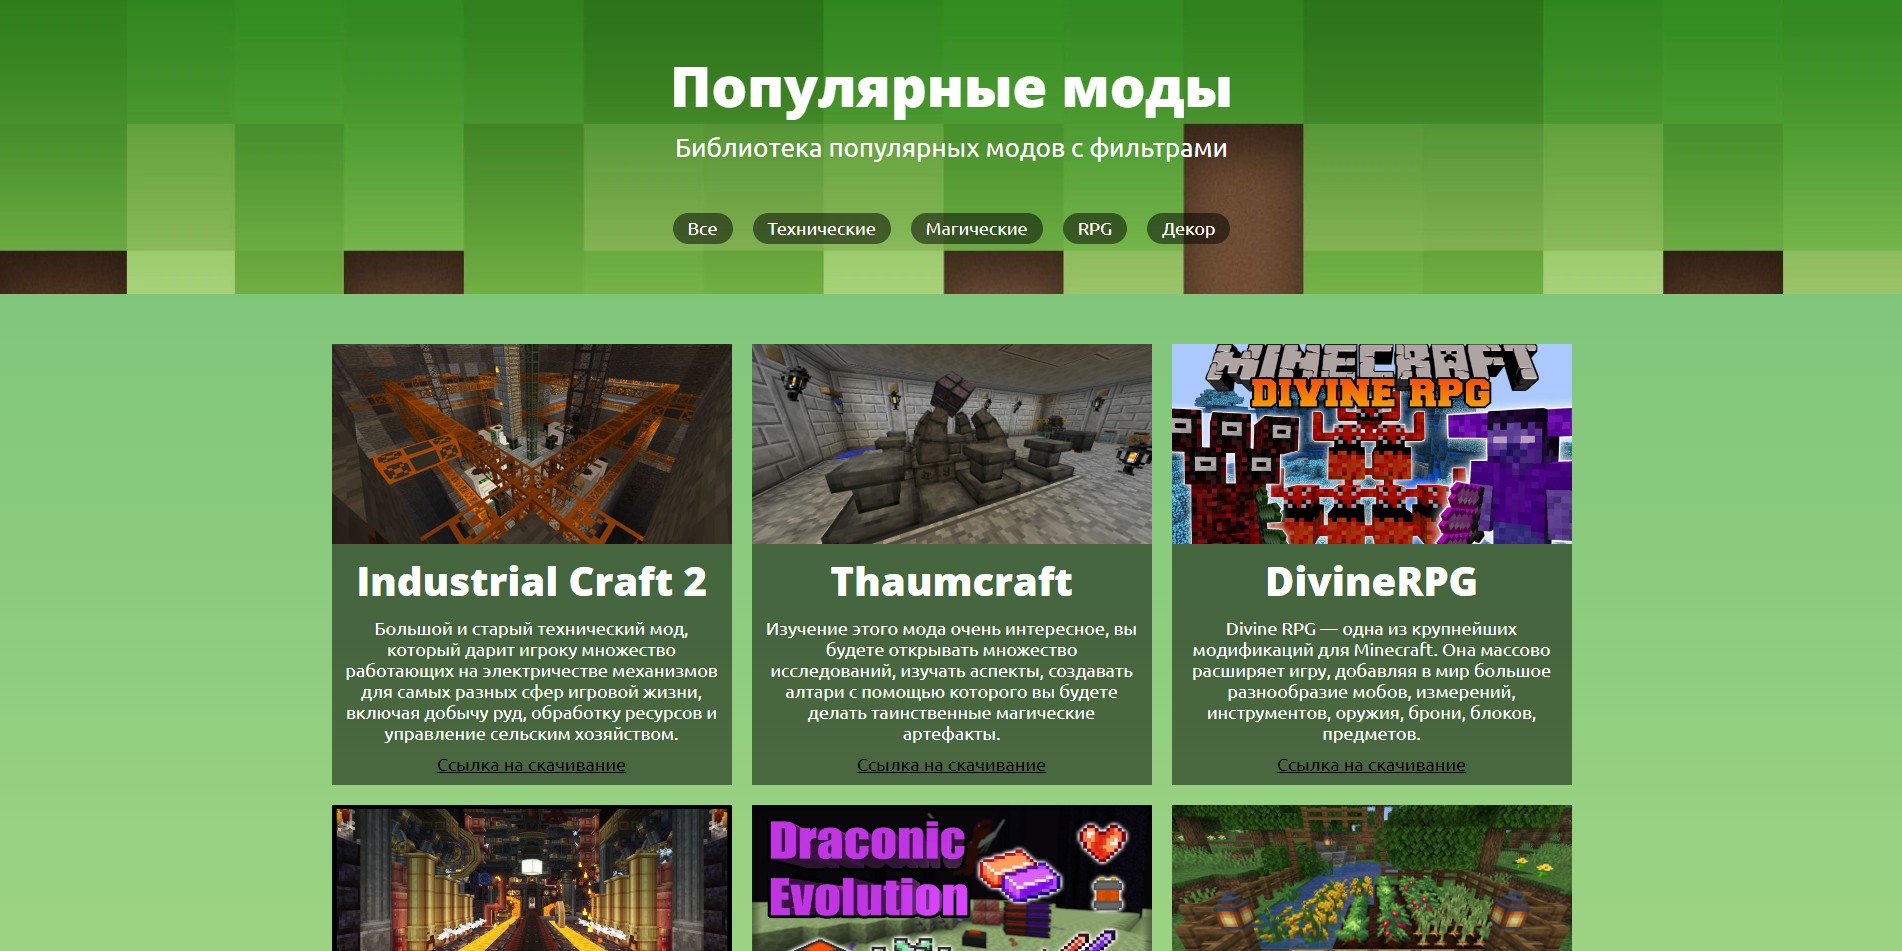 Популярные моды
Библиотека популярных модов с фильтрами
Все
Технические
Магические
RPG
Декор
MINECRAFT
DIVINE RPG
Industrial Craft 2
Большой и старый технический мод,
который дарит игроку множество
работающих на электричестве механизмов
для самых разных сфер игровой жизни,
включая добычу руд, обработку ресурсов и
управление сельским хозяйством.
Ссылка на скачивание
Thaumcraft
Изучение этого мода очень интересное, вы
будете открывать множество
исследований, изучать аспекты, создавать
алтари с помощью которого вы будете
делать таинственные магические
артефакты.
Ссылка на скачивание
DivineRPG
Divine RPG — одна из крупнейших
модификаций для Minecraft. Она массово
расширяет игру, добавляя в мир большое
разнообразие мобов, измерений,
инструментов, оружия, брони, блоков,
предметов.
Ссылка на скачивание
Draconic
Evolution